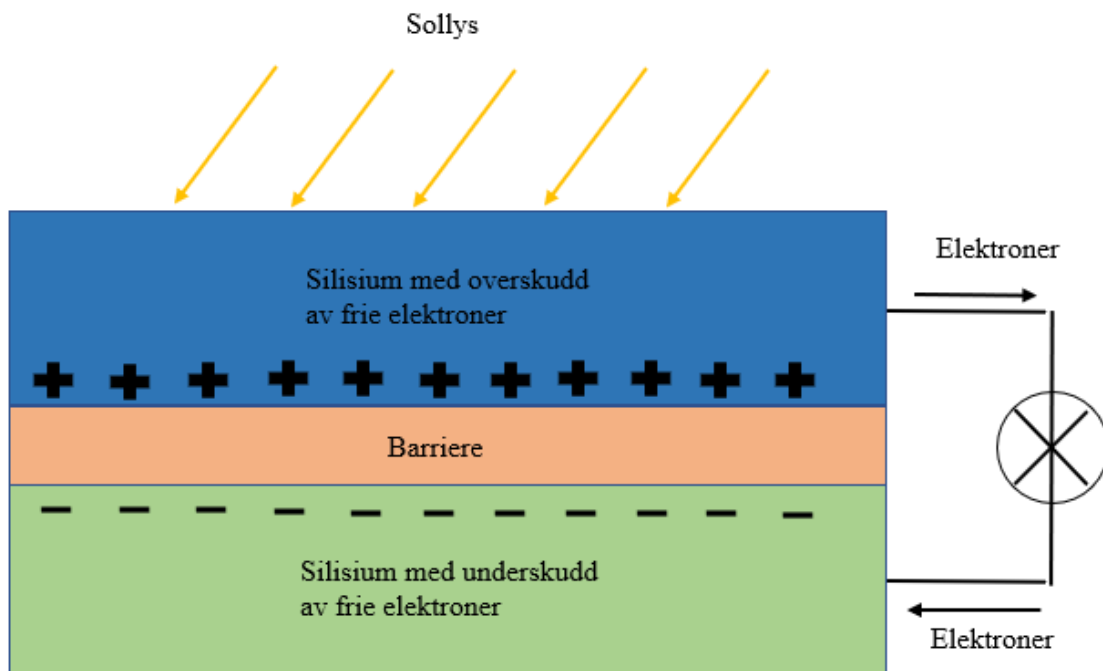 Sollys
Elektroner
Silisium med overskudd
av frie elektroner
Barriere
Silisium med underskudd
av frie elektroner
Elektroner